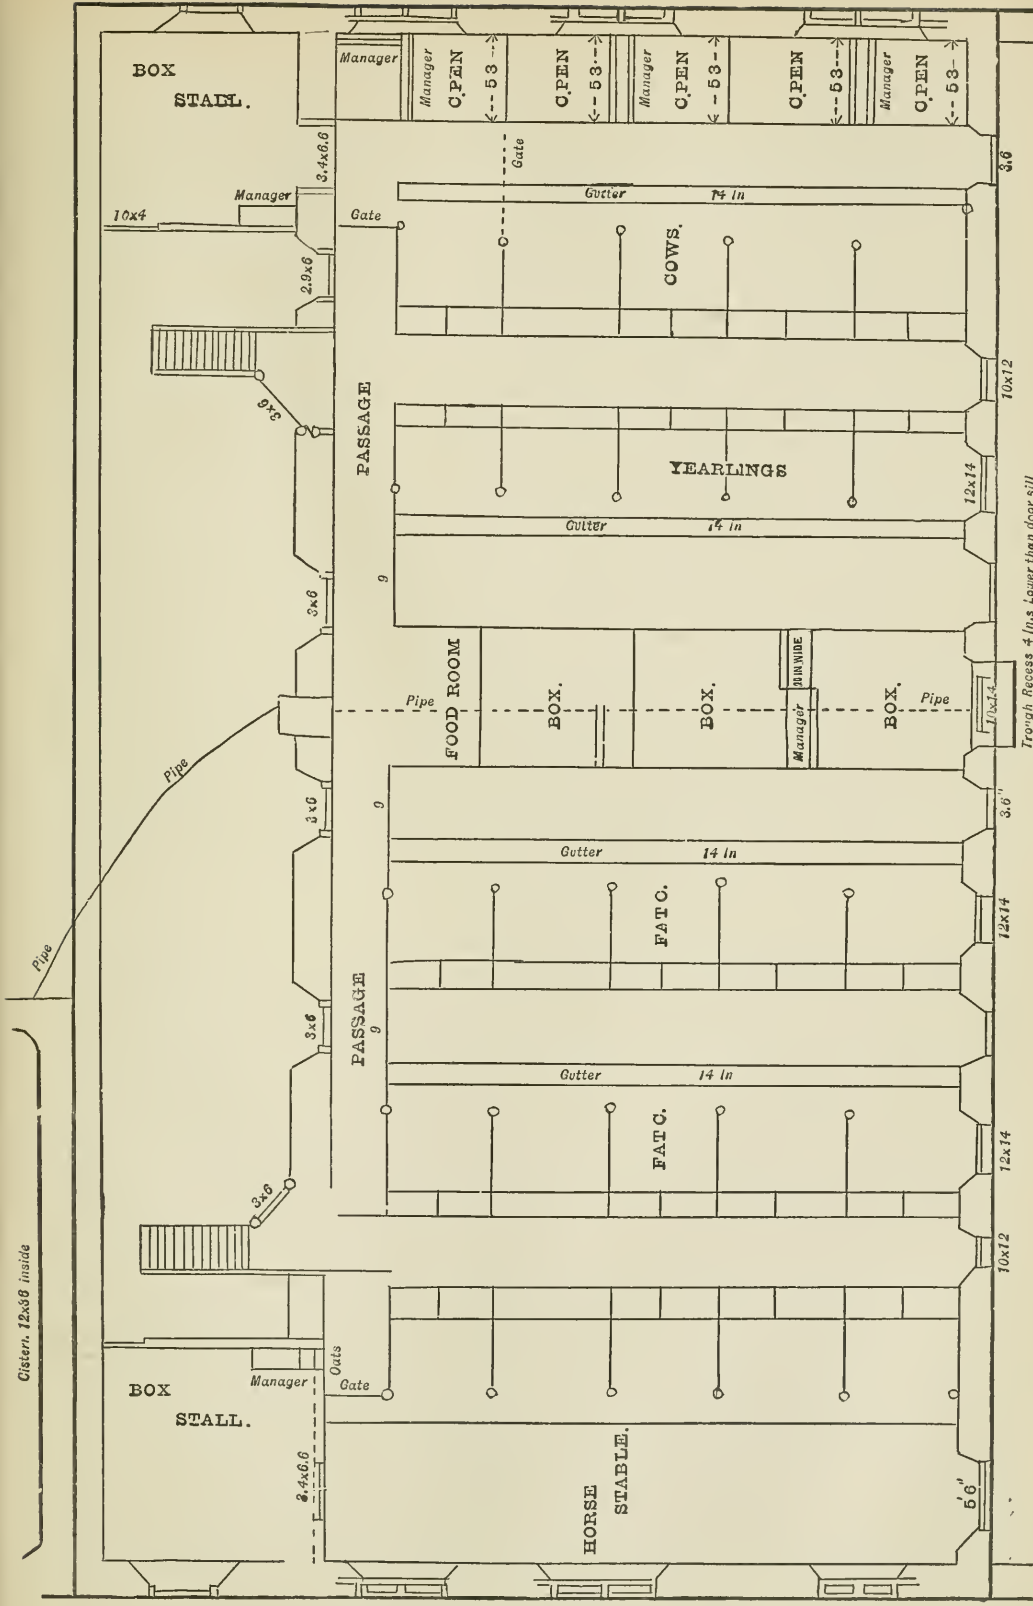 BOX
STALL.
Manager
Manager
C.PEN
--53--
C.PEN
--53--
Manager
C.PEN
--53--
C.PEN
--53--
Manager
C.PEN
--53--
3.4x6.6
Gate
3.6
Manager
Gutter 14 In
10x4
Gate
COWS.
2.9x6
3x6
PASSAGE
10x12
YEARLINGS
12x14
Gutter 14 In
9
3x6
Trough Recess 4 In.s Lower than door sill
FOOD ROOM
BOX.
BOX.
20 IN WIDE
Manager
BOX.
Pipe
Pipe
10x14
Pipe
3x6
9
3.6"
Gutter 14 In
FAT C.
12x14
Pipe
PASSAGE
9
3x6
Gutter 14 In
FAT C.
12x14
3x6
10x12
Cistern. 12x36 inside
Oats
Manager
Gate
BOX
STALL.
3.4x6.6
HORSE
STABLE.
5'6"